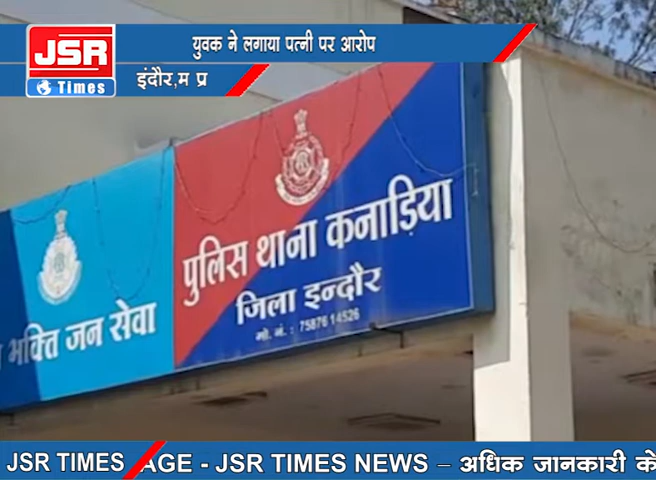 JSR
Times
युवक ने लगाया पत्नी पर आरोप
इंदौर,म प्र
भक्ति जन सेवा
पुलिस थाना कनाड़िया
जिला इन्दौर
मो. नं. : 75876 14526
JSR TIMES
AGE - JSR TIMES NEWS – अधिक जानकारी के